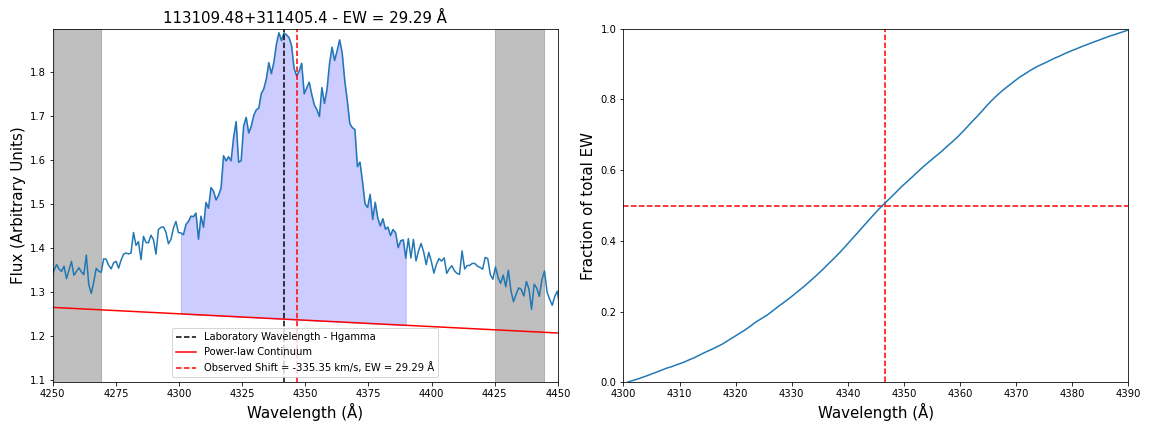 113109.48+311405.4 - EW = 29.29 Å
Flux (Arbitrary Units)
1.8
1.7
1.6
1.5
1.4
1.3
1.2
1.1
Laboratory Wavelength - Hgamma
Power-law Continuum
Observed Shift = -335.35 km/s, EW = 29.29 Å
4250 4275 4300 4325 4350 4375 4400 4425 4450
Wavelength (Å)
Fraction of total EW
1.0
0.8
0.6
0.4
0.2
0.0
4300 4310 4320 4330 4340 4350 4360 4370 4380 4390
Wavelength (Å)